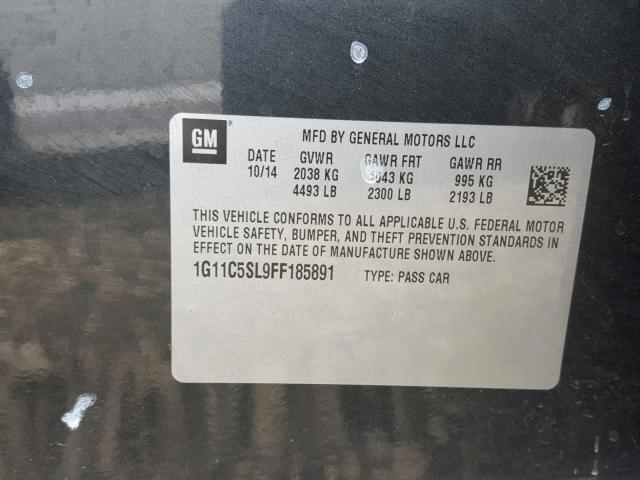 GM MFD BY GENERAL MOTORS LLC
DATE GVWR GAWR FRT GAWR RR
10/14 2038 KG 1043 KG 995 KG
4493 LB 2300 LB 2193 LB
THIS VEHICLE CONFORMS TO ALL APPLICABLE U.S. FEDERAL MOTOR
VEHICLE SAFETY, BUMPER, AND THEFT PREVENTION STANDARDS IN
EFFECT ON THE DATE OF MANUFACTURE SHOWN ABOVE.
1G11C5SL9FF185891 TYPE: PASS CAR